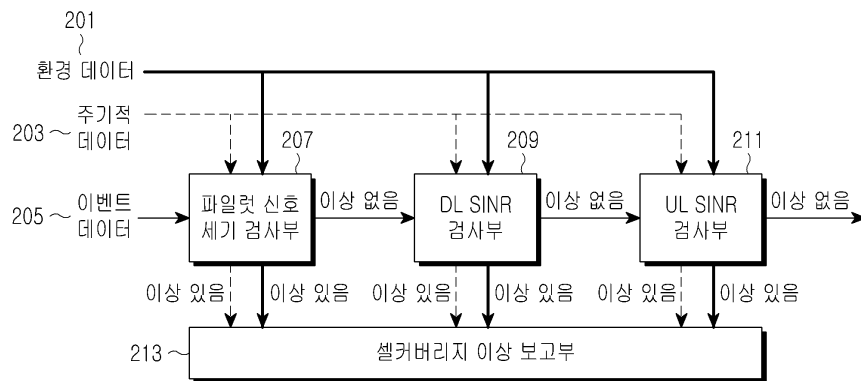 201
환경 데이터
주기적
203
데이터
207
209
211
이벤트
205
데이터
파일럿 신호
세기 검사부
이상 없음
DL SINR
검사부
이상 없음
UL SINR
검사부
이상 없음
이상 있음
이상 있음
이상 있음
이상 있음
이상 있음
이상 있음
213
셀커버리지 이상 보고부